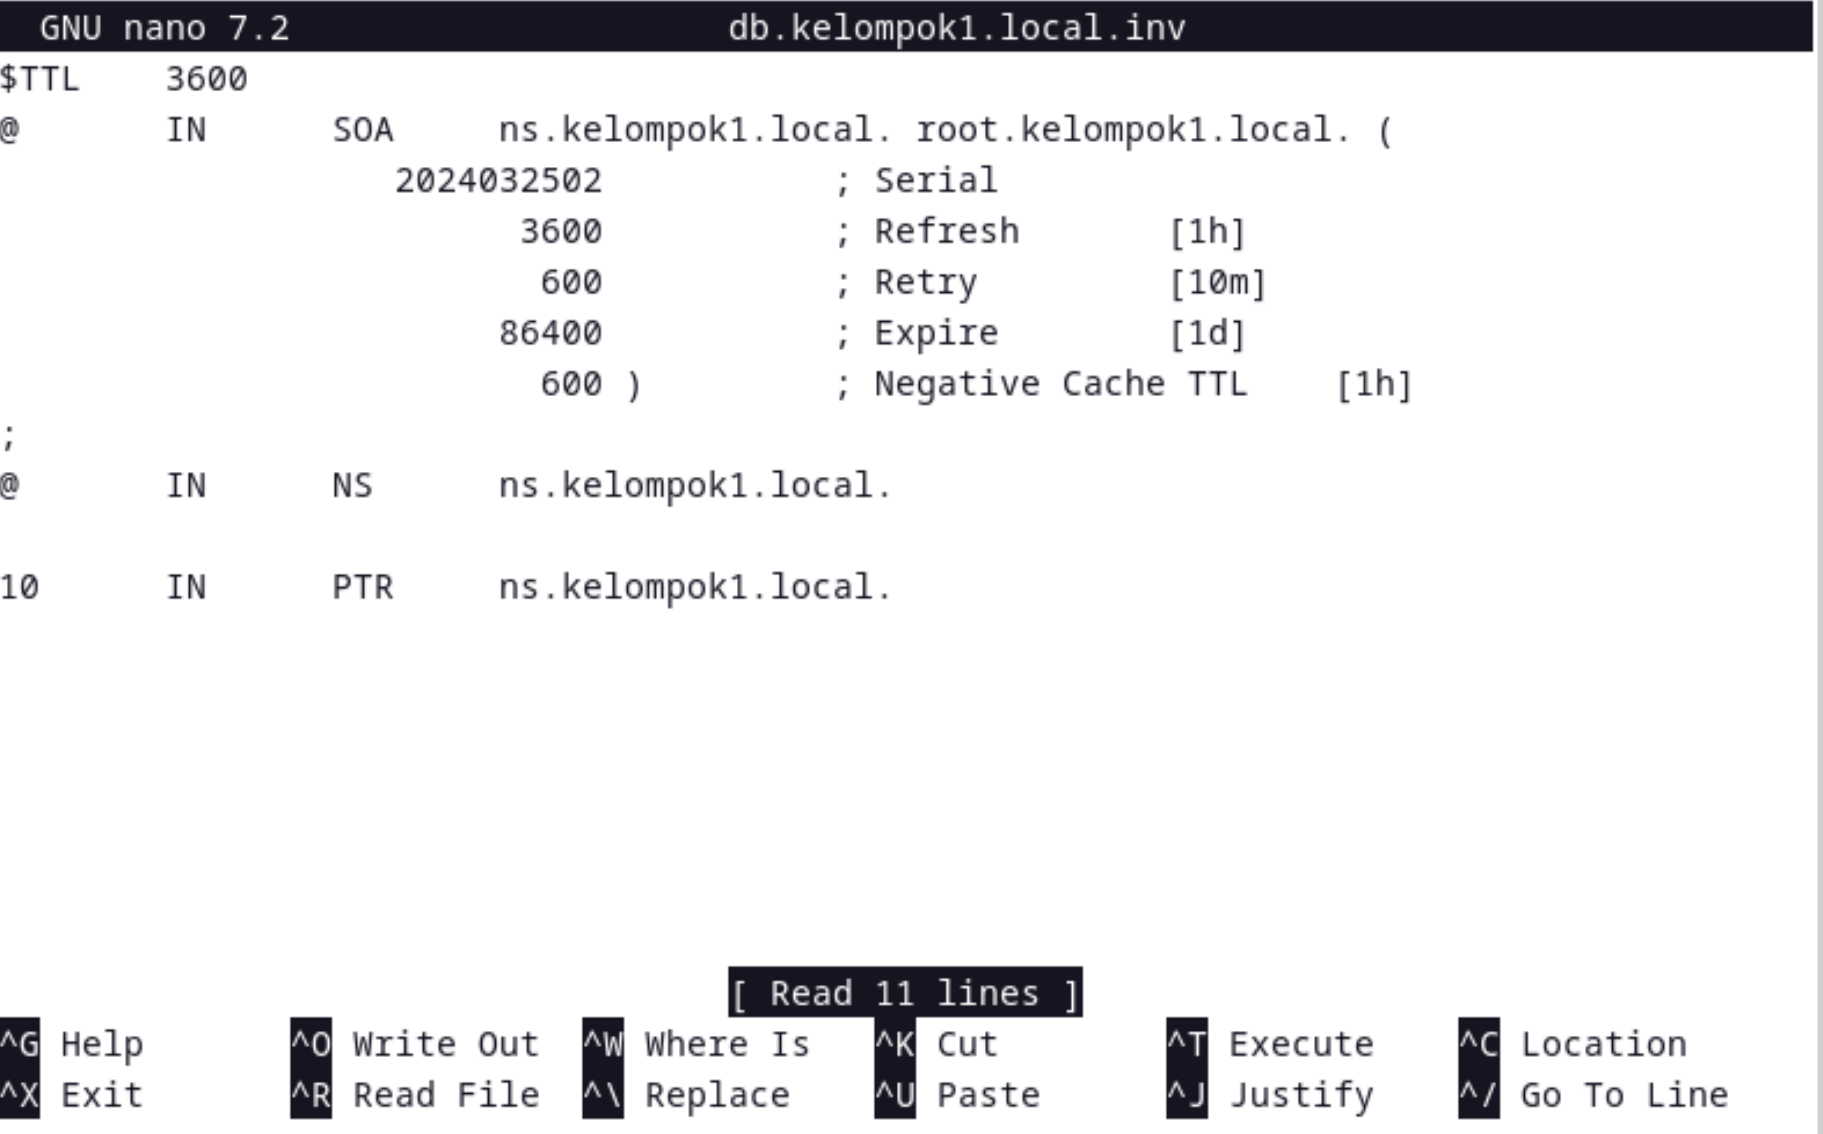 GNU nano 7.2 db.kelompok1.local.inv
$TTL 3600
@ IN SOA ns.kelompok1.local. root.kelompok1.local. (
2024032502 ; Serial
3600 ; Refresh [1h]
600 ; Retry [10m]
86400 ; Expire [1d]
600 ) ; Negative Cache TTL [1h]
;
@ IN NS ns.kelompok1.local.
10 IN PTR ns.kelompok1.local.
[ Read 11 lines ]
^G Help ^O Write Out ^W Where Is ^K Cut ^T Execute ^C Location
^X Exit ^R Read File ^\ Replace ^U Paste ^J Justify ^/ Go To Line